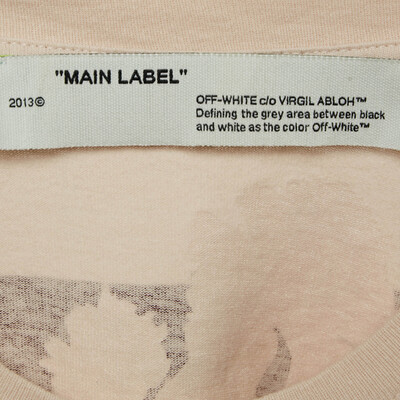 "MAIN LABEL"
2013©
OFF-WHITE c/o VIRGIL ABLOH™
Defining the grey area between black
and white as the color Off-White™